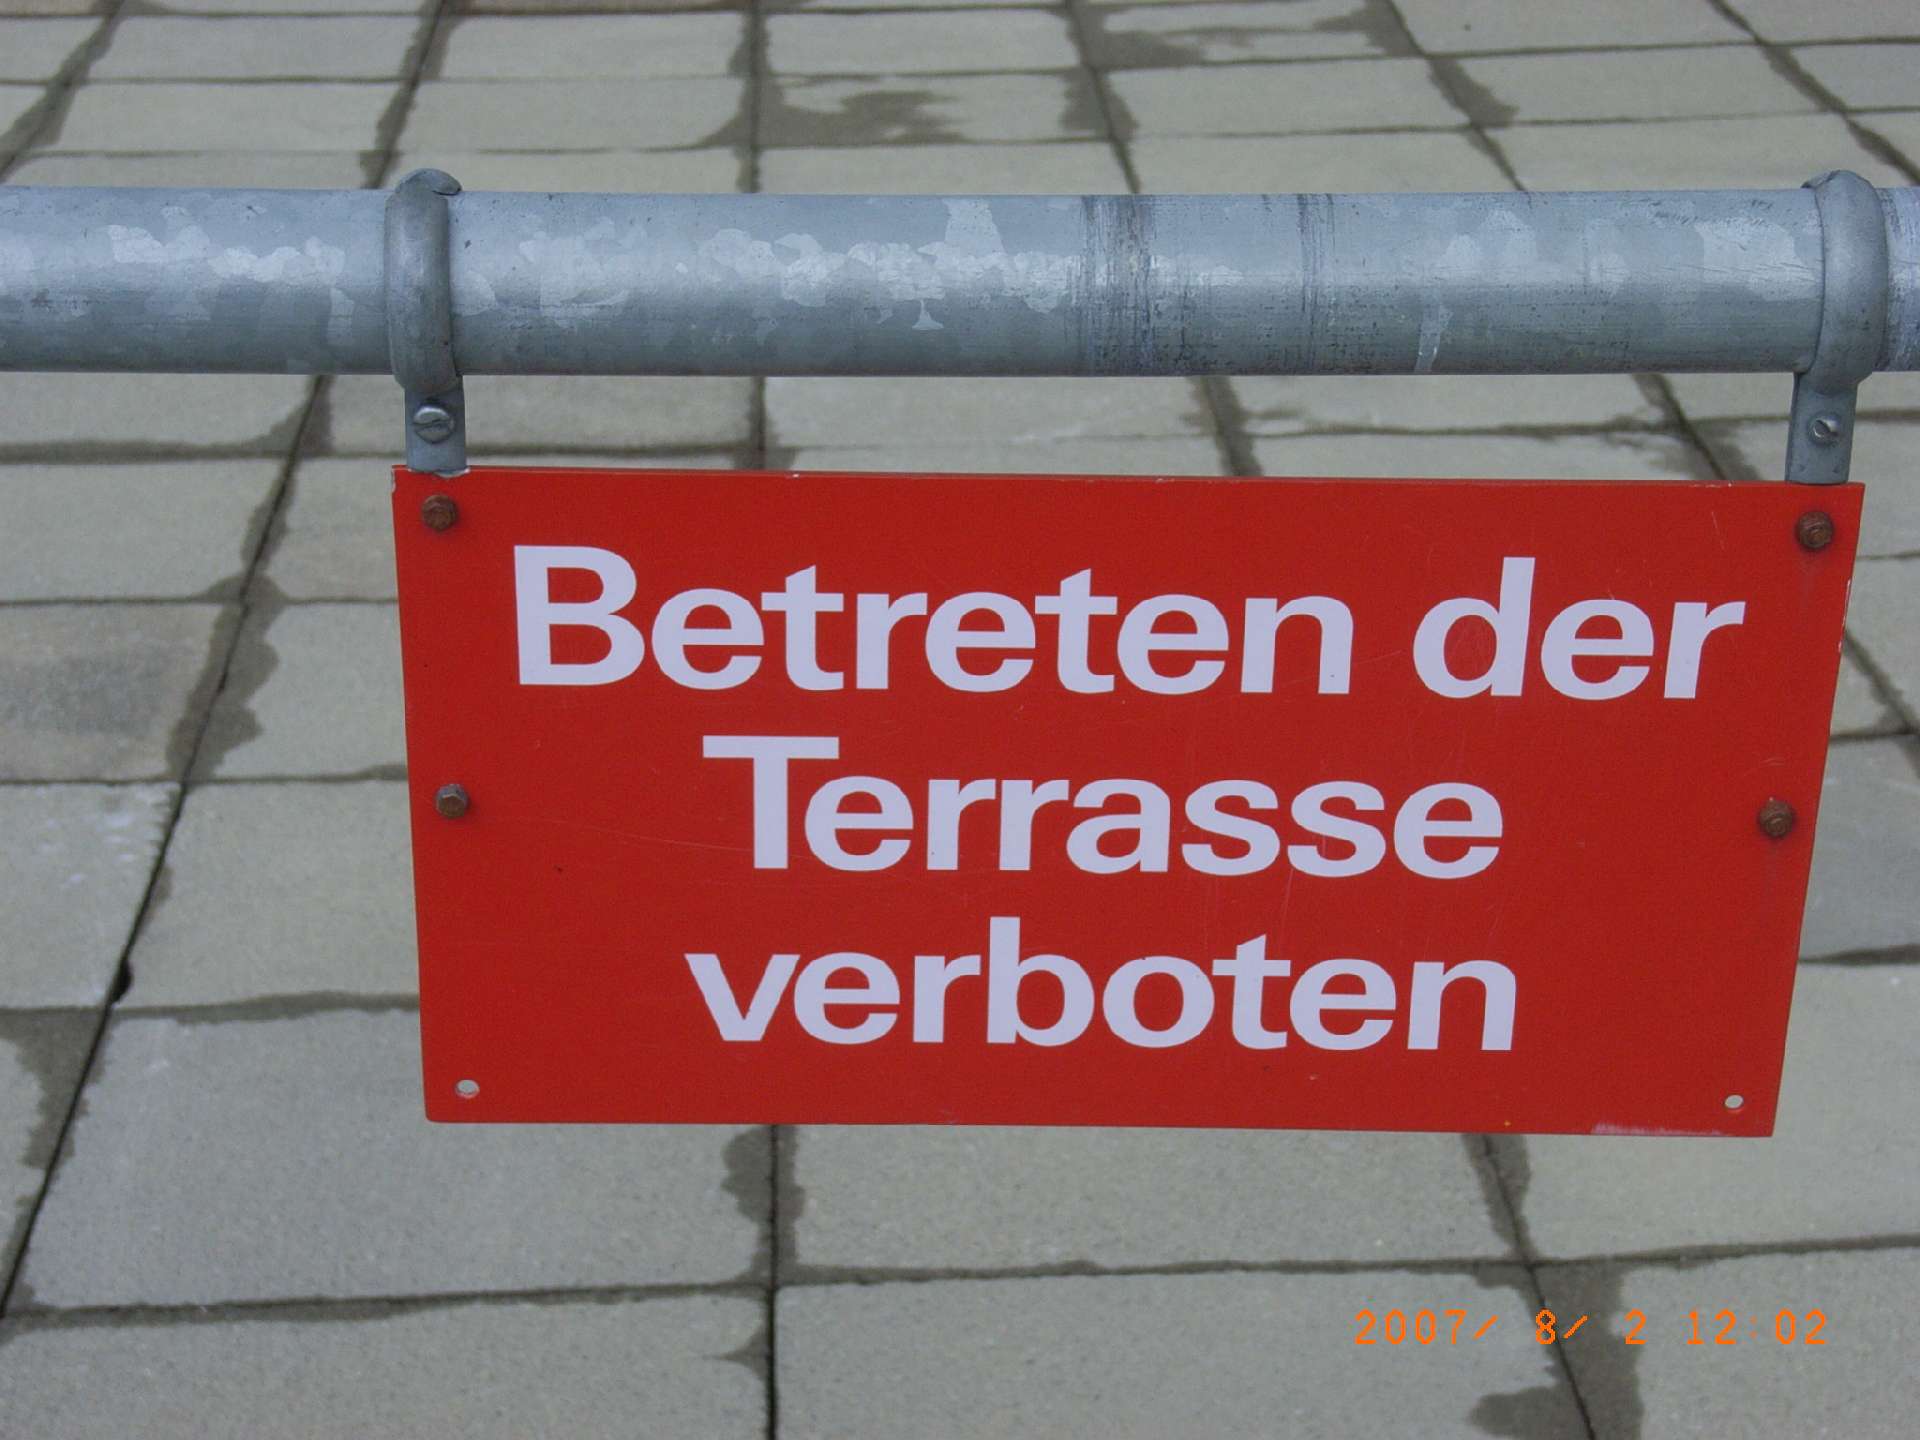 Betreten der
Terrasse
verboten
2007/ 8/ 2 12:02